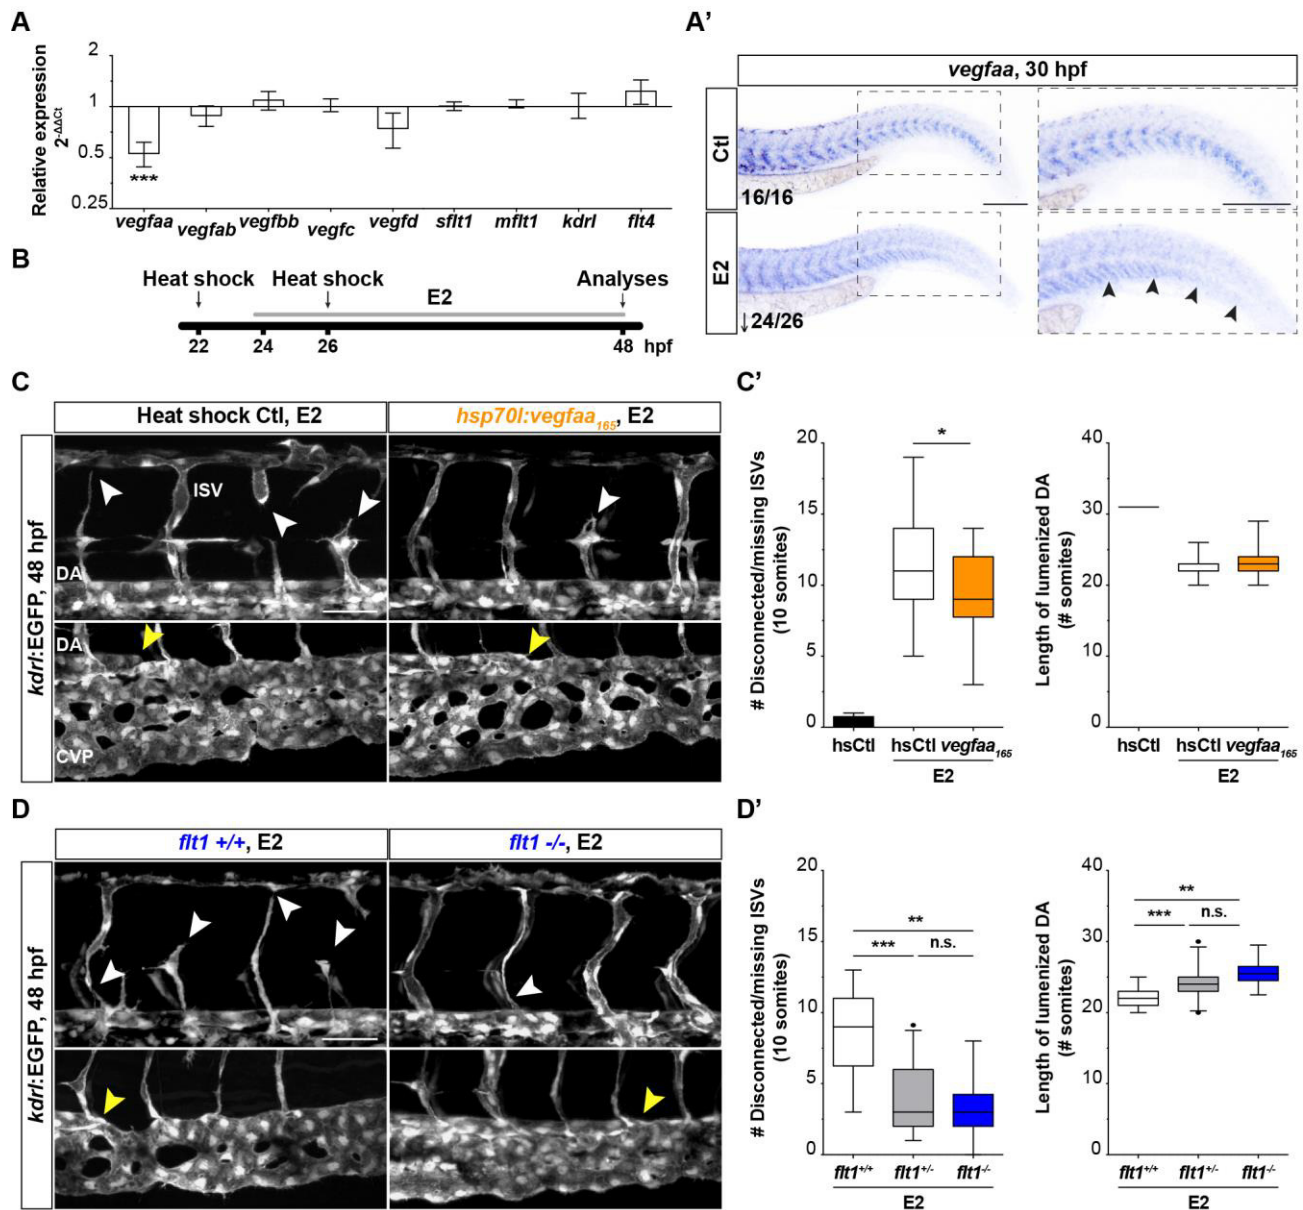 A
Relative expression
2^-ΔΔCt
2
1
0.5
0.25
***
vegfaa vegfab vegfbb vegfc vegfd sflt1 mflt1 kdrl flt4
A'
vegfaa, 30 hpf
Ctl
16/16
E2
↓24/26
B
Heat shock Heat shock Analyses
E2
22 24 26 48 hpf
C
Heat shock Ctl, E2
hsp70l:vegfaa165, E2
kdrl:EGFP, 48 hpf
ISV
DA
DA
CVP
C'
# Disconnected/missing ISVs
(10 somites)
20
15
10
5
0
*
hsCtl hsCtl vegfaa165
E2
Length of lumenized DA
(# somites)
40
30
20
10
0
hsCtl hsCtl vegfaa165
E2
D
flt1 +/+, E2
flt1 -/-, E2
kdrl:EGFP, 48 hpf
D'
# Disconnected/missing ISVs
(10 somites)
20
15
10
5
0
**
*** n.s.
flt1+/+ flt1+/- flt1-/-
E2
Length of lumenized DA
(# somites)
40
30
20
10
0
**
*** n.s.
flt1+/+ flt1+/- flt1-/-
E2